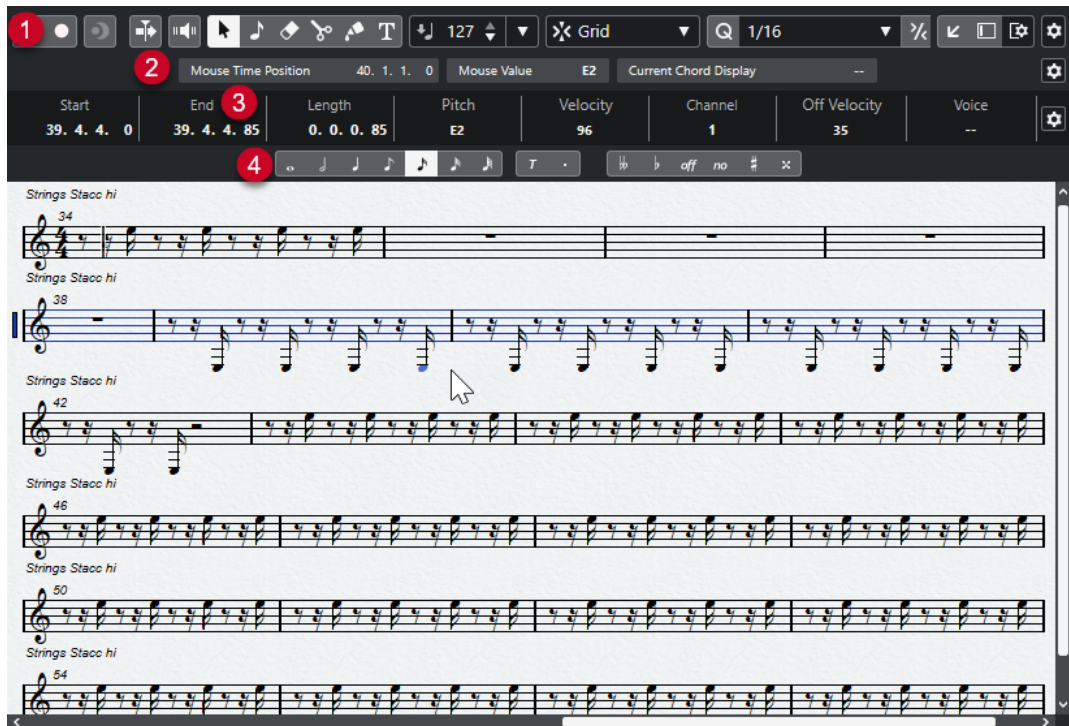 1 T 127 Grid Q 1/16
2 Mouse Time Position 40. 1. 1. 0 Mouse Value E2 Current Chord Display --
Start End 3 Length Pitch Velocity Channel Off Velocity Voice
39. 4. 4. 0 39. 4. 4. 85 0. 0. 0. 85 E2 96 1 35 --
4 T . off no
Strings Stacc hi
34
4
4
Strings Stacc hi
38
Strings Stacc hi
42
Strings Stacc hi
46
Strings Stacc hi
50
Strings Stacc hi
54